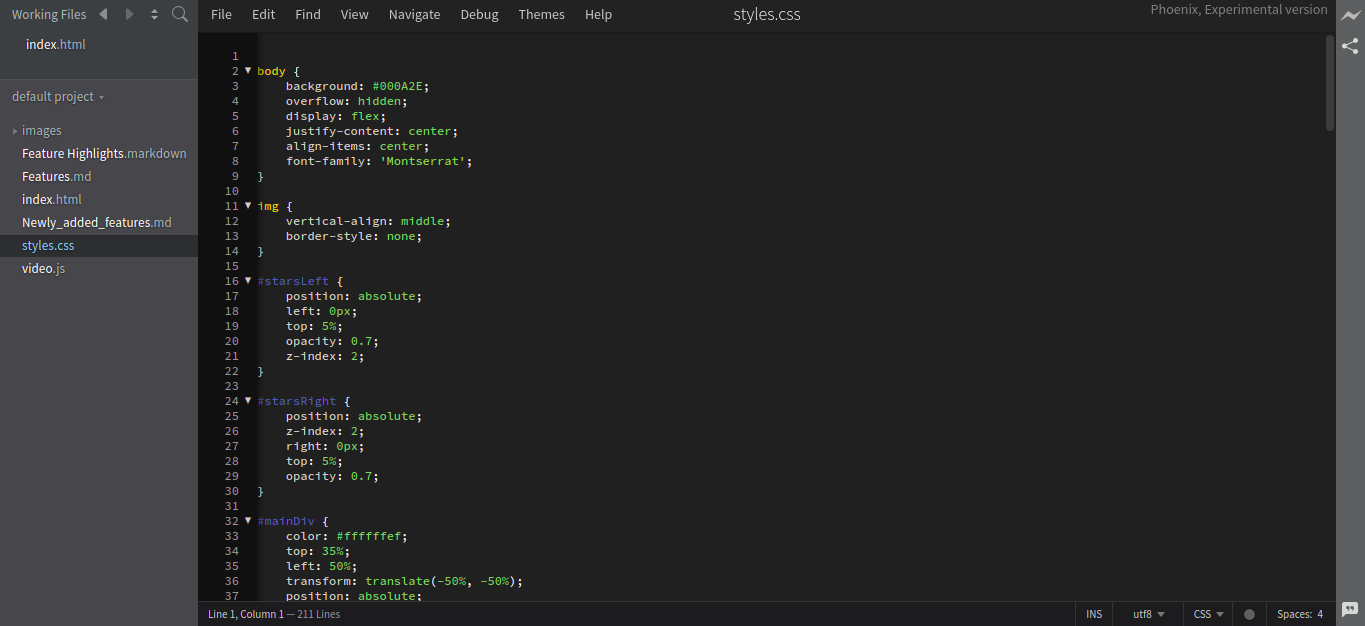 Working Files
index.html
default project
images
Feature Highlights.markdown
Features.md
index.html
Newly_added_features.md
styles.css
video.js
File Edit Find View Navigate Debug Themes Help
styles.css
Phoenix, Experimental version
1
2 body {
3     background: #000A2E;
4     overflow: hidden;
5     display: flex;
6     justify-content: center;
7     align-items: center;
8     font-family: 'Montserrat';
9 }
10
11 img {
12     vertical-align: middle;
13     border-style: none;
14 }
15
16 #starsLeft {
17     position: absolute;
18     left: 0px;
19     top: 5%;
20     opacity: 0.7;
21     z-index: 2;
22 }
23
24 #starsRight {
25     position: absolute;
26     z-index: 2;
27     right: 0px;
28     top: 5%;
29     opacity: 0.7;
30 }
31
32 #mainDiv {
33     color: #ffffffef;
34     top: 35%;
35     left: 50%;
36     transform: translate(-50%, -50%);
37     position: absolute;
Line 1, Column 1 — 211 Lines
INS utf8 CSS Spaces: 4